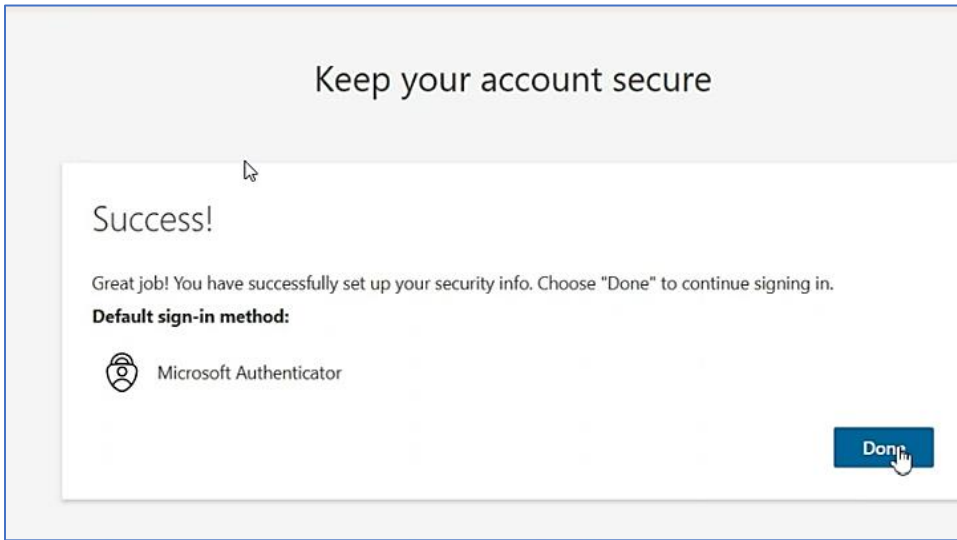 Keep your account secure
Success!
Great job! You have successfully set up your security info. Choose "Done" to continue signing in.
Default sign-in method:
Microsoft Authenticator
Done